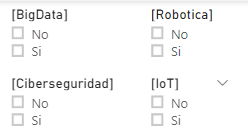 [BigData] [Robotica]
No No
Si Si
[Ciberseguridad] [IoT]
No No
Si Si